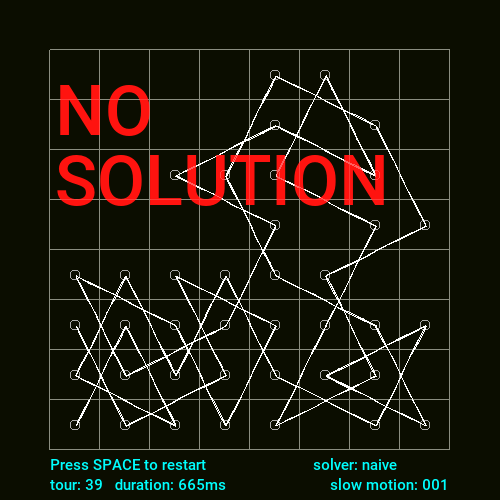 NO
SOLUTION
Press SPACE to restart solver: naive
tour: 39 duration: 665ms slow motion: 001